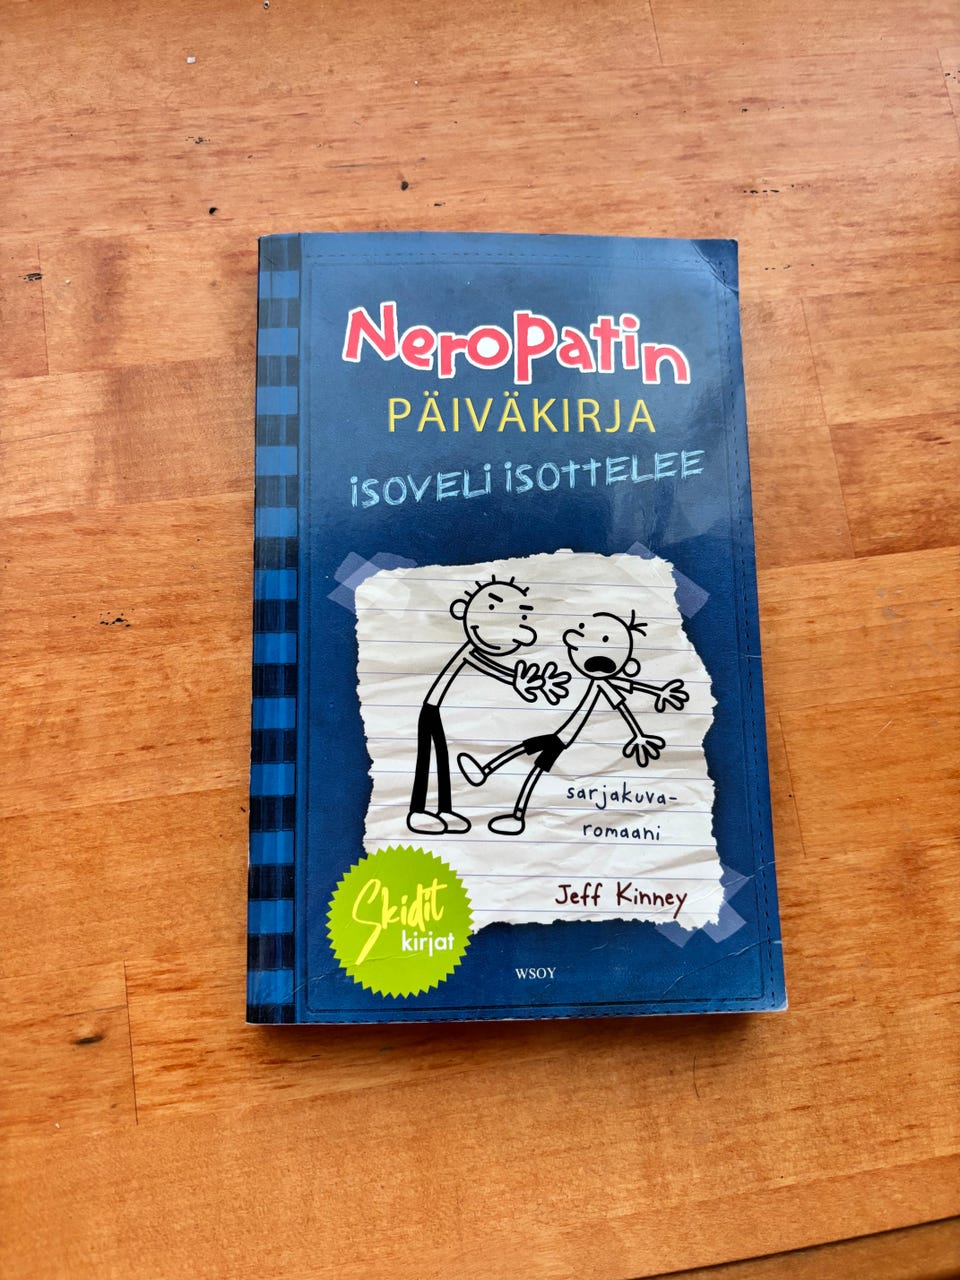 Neropatin
PÄIVÄKIRJA
ISOVELI ISOTTELEE
sarjakuva-
romaani
Jeff Kinney
Skidit
kirjat
WSOY